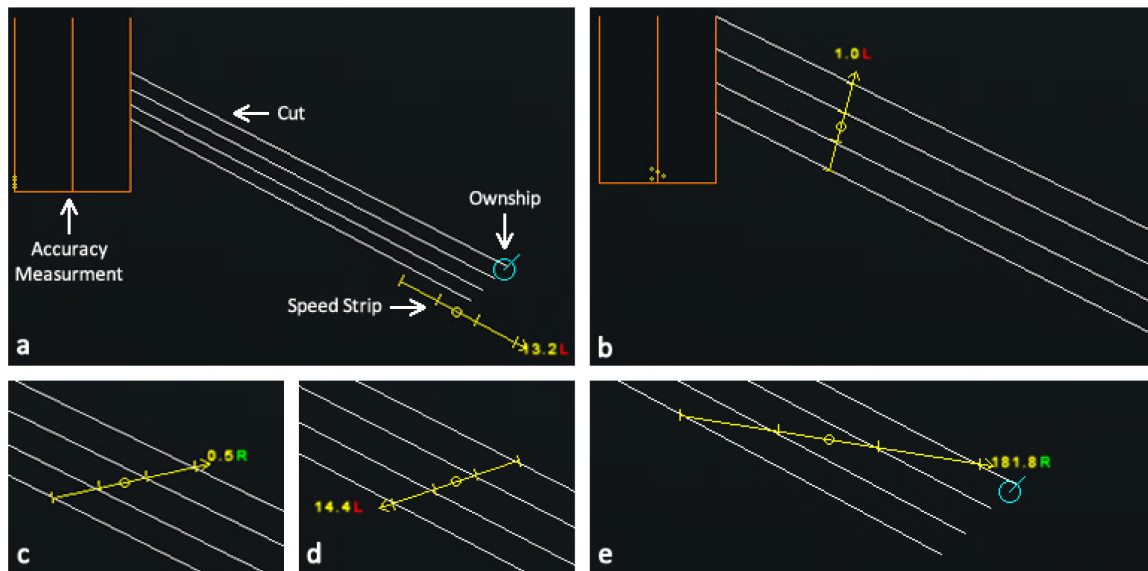 Cut
Ownship
Accuracy
Measurment
Speed Strip
13.2L
a
1.0L
b
0.5R
c
14.4L
d
181.8R
e